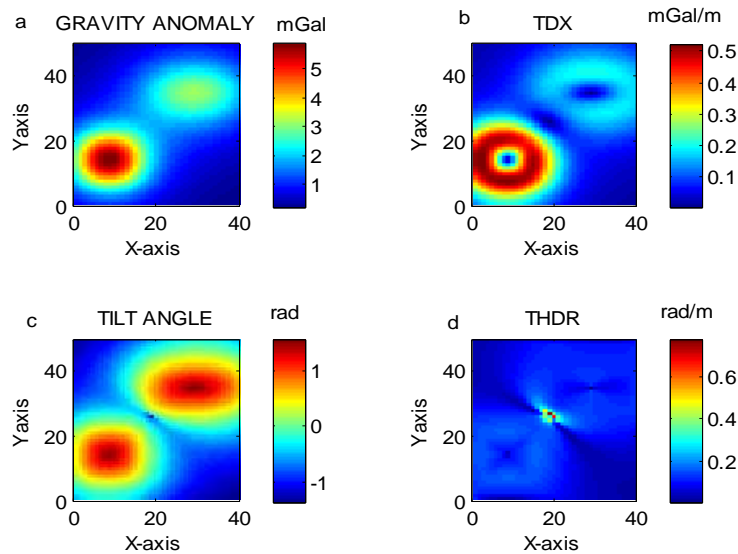 a GRAVITY ANOMALY mGal
40
20
0
Yaxis
0 20 40
X-axis
5
4
3
2
1
b TDX mGal/m
40
20
0
Yaxis
0 20 40
X-axis
0.5
0.4
0.3
0.2
0.1
c TILT ANGLE rad
40
20
0
Yaxis
0 20 40
X-axis
1
0
-1
d THDR rad/m
40
20
0
Yaxis
0 20 40
X-axis
0.6
0.4
0.2